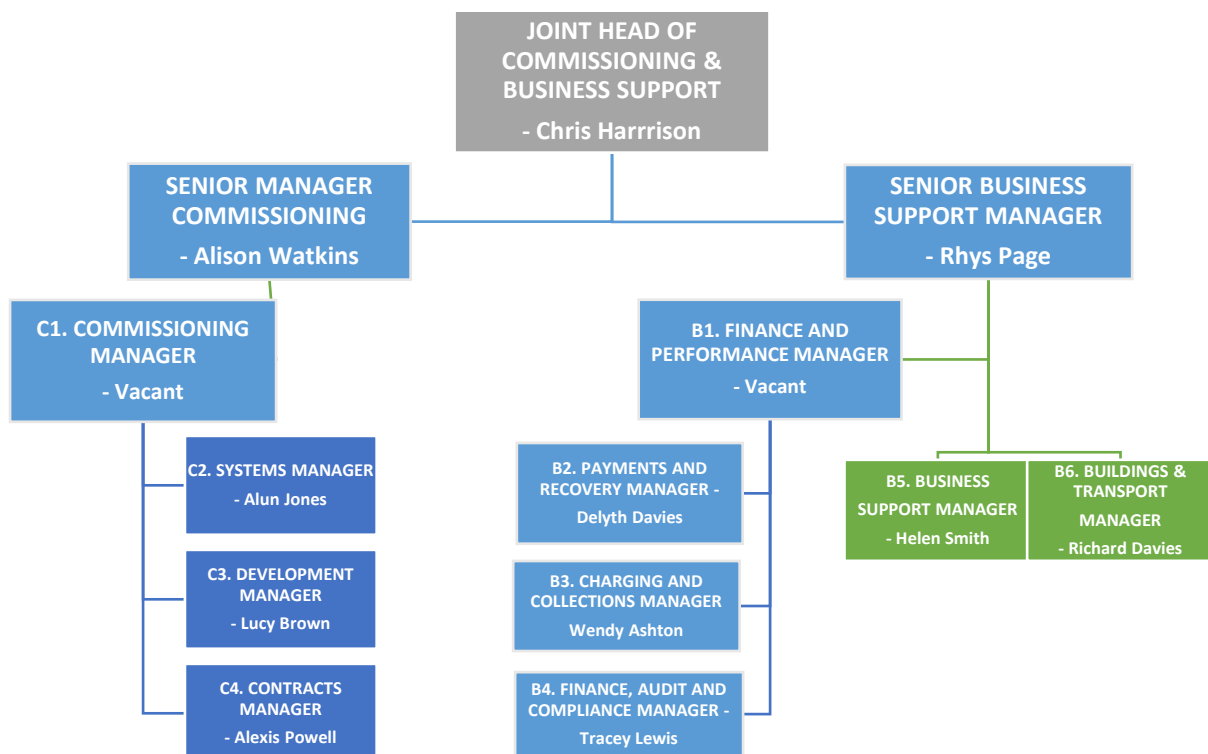 JOINT HEAD OF
COMMISSIONING &
BUSINESS SUPPORT
- Chris Harrrison
SENIOR MANAGER
COMMISSIONING
- Alison Watkins
SENIOR BUSINESS
SUPPORT MANAGER
- Rhys Page
C1. COMMISSIONING
MANAGER
- Vacant
B1. FINANCE AND
PERFORMANCE MANAGER
- Vacant
C2. SYSTEMS MANAGER
- Alun Jones
C3. DEVELOPMENT
MANAGER
- Lucy Brown
C4. CONTRACTS
MANAGER
- Alexis Powell
B2. PAYMENTS AND
RECOVERY MANAGER -
Delyth Davies
B3. CHARGING AND
COLLECTIONS MANAGER
Wendy Ashton
B4. FINANCE, AUDIT AND
COMPLIANCE MANAGER -
Tracey Lewis
B5. BUSINESS
SUPPORT MANAGER
- Helen Smith
B6. BUILDINGS &
TRANSPORT
MANAGER
- Richard Davies